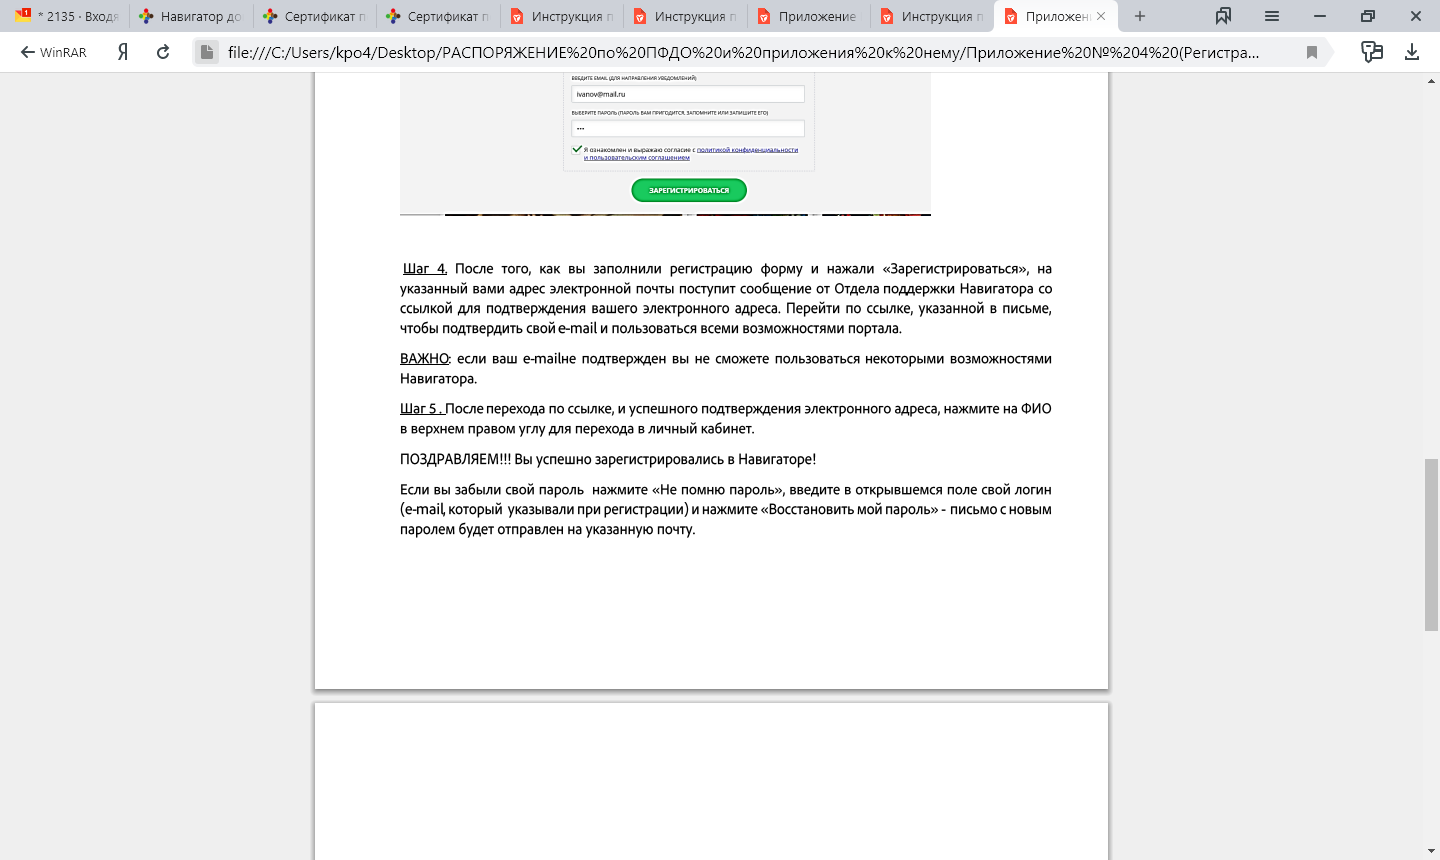 * 2135 · Входя
Навигатор до
Сертификат п
Сертификат п
Инструкция п
Инструкция п
Приложение
Инструкция п
Приложен
WinRAR
file:///C:/Users/kpo4/Desktop/РАСПОРЯЖЕНИЕ%20по%20ПФДО%20и%20приложения%20к%20нему/Приложение%20№%204%20(Регистра...
ВВЕДИТЕ EMAIL (ДЛЯ НАПРАВЛЕНИЯ УВЕДОМЛЕНИЙ)
ivanov@mail.ru
ВЫБЕРИТЕ ПАРОЛЬ (ПАРОЛЬ ВАМ ПРИГОДИТСЯ, ЗАПОМНИТЕ ИЛИ ЗАПИШИТЕ ЕГО)
•••
Я ознакомлен и выражаю согласие с политикой конфиденциальности
и пользовательским соглашением
ЗАРЕГИСТРИРОВАТЬСЯ
Шаг 4. После того, как вы заполнили регистрацию форму и нажали «Зарегистрироваться», на
указанный вами адрес электронной почты поступит сообщение от Отдела поддержки Навигатора со
ссылкой для подтверждения вашего электронного адреса. Перейти по ссылке, указанной в письме,
чтобы подтвердить свой e-mail и пользоваться всеми возможностями портала.
ВАЖНО: если ваш e-mailне подтвержден вы не сможете пользоваться некоторыми возможностями
Навигатора.
Шаг 5 . После перехода по ссылке, и успешного подтверждения электронного адреса, нажмите на ФИО
в верхнем правом углу для перехода в личный кабинет.
ПОЗДРАВЛЯЕМ!!! Вы успешно зарегистрировались в Навигаторе!
Если вы забыли свой пароль нажмите «Не помню пароль», введите в открывшемся поле свой логин
(e-mail, который указывали при регистрации) и нажмите «Восстановить мой пароль» - письмо с новым
паролем будет отправлен на указанную почту.